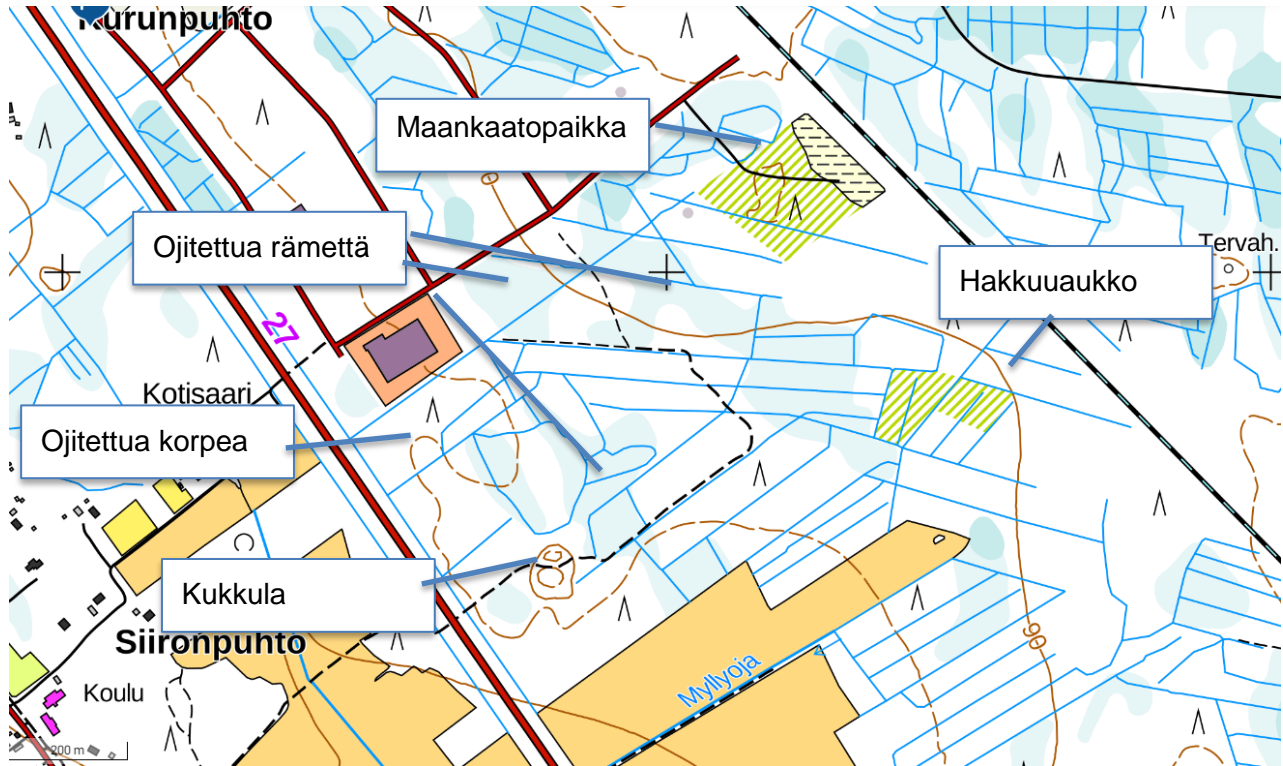 Kurunpuhto
Maankaatopaikka
Ojitettua rämettä
Tervah.
Hakkuuaukko
27
Kotisaari
Ojitettua korpea
Kukkula
Siironpuhto
90
Myllyoja
Koulu
200 m